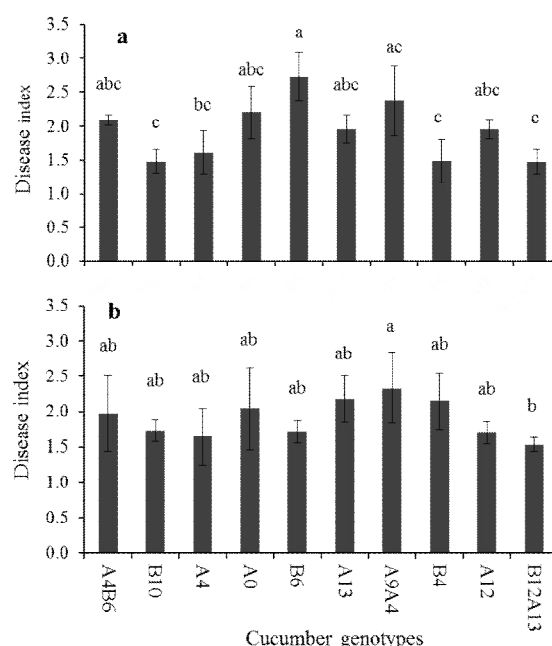 3.5
a
3.0
2.5
2.0
1.5
1.0
0.5
0.0
Disease index
abc
c
bc
abc
a
abc
ac
c
abc
c
3.5
b
3.0
2.5
2.0
1.5
1.0
0.5
0.0
Disease index
ab
ab
ab
ab
ab
ab
a
ab
ab
b
A4B6
B10
A4
A0
B6
A13
A9A4
B4
A12
B12A13
Cucumber genotypes